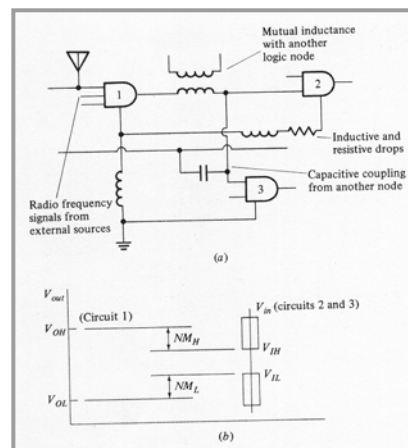 Mutual inductance
with another
logic node
1
2
Inductive and
resistive drops
Radio frequency
signals from
external sources
3
Capacitive coupling
from another node
(a)
V_out
(Circuit 1)
V_in (circuits 2 and 3)
V_OH
NM_H
V_IH
V_IL
NM_L
V_OL
(b)